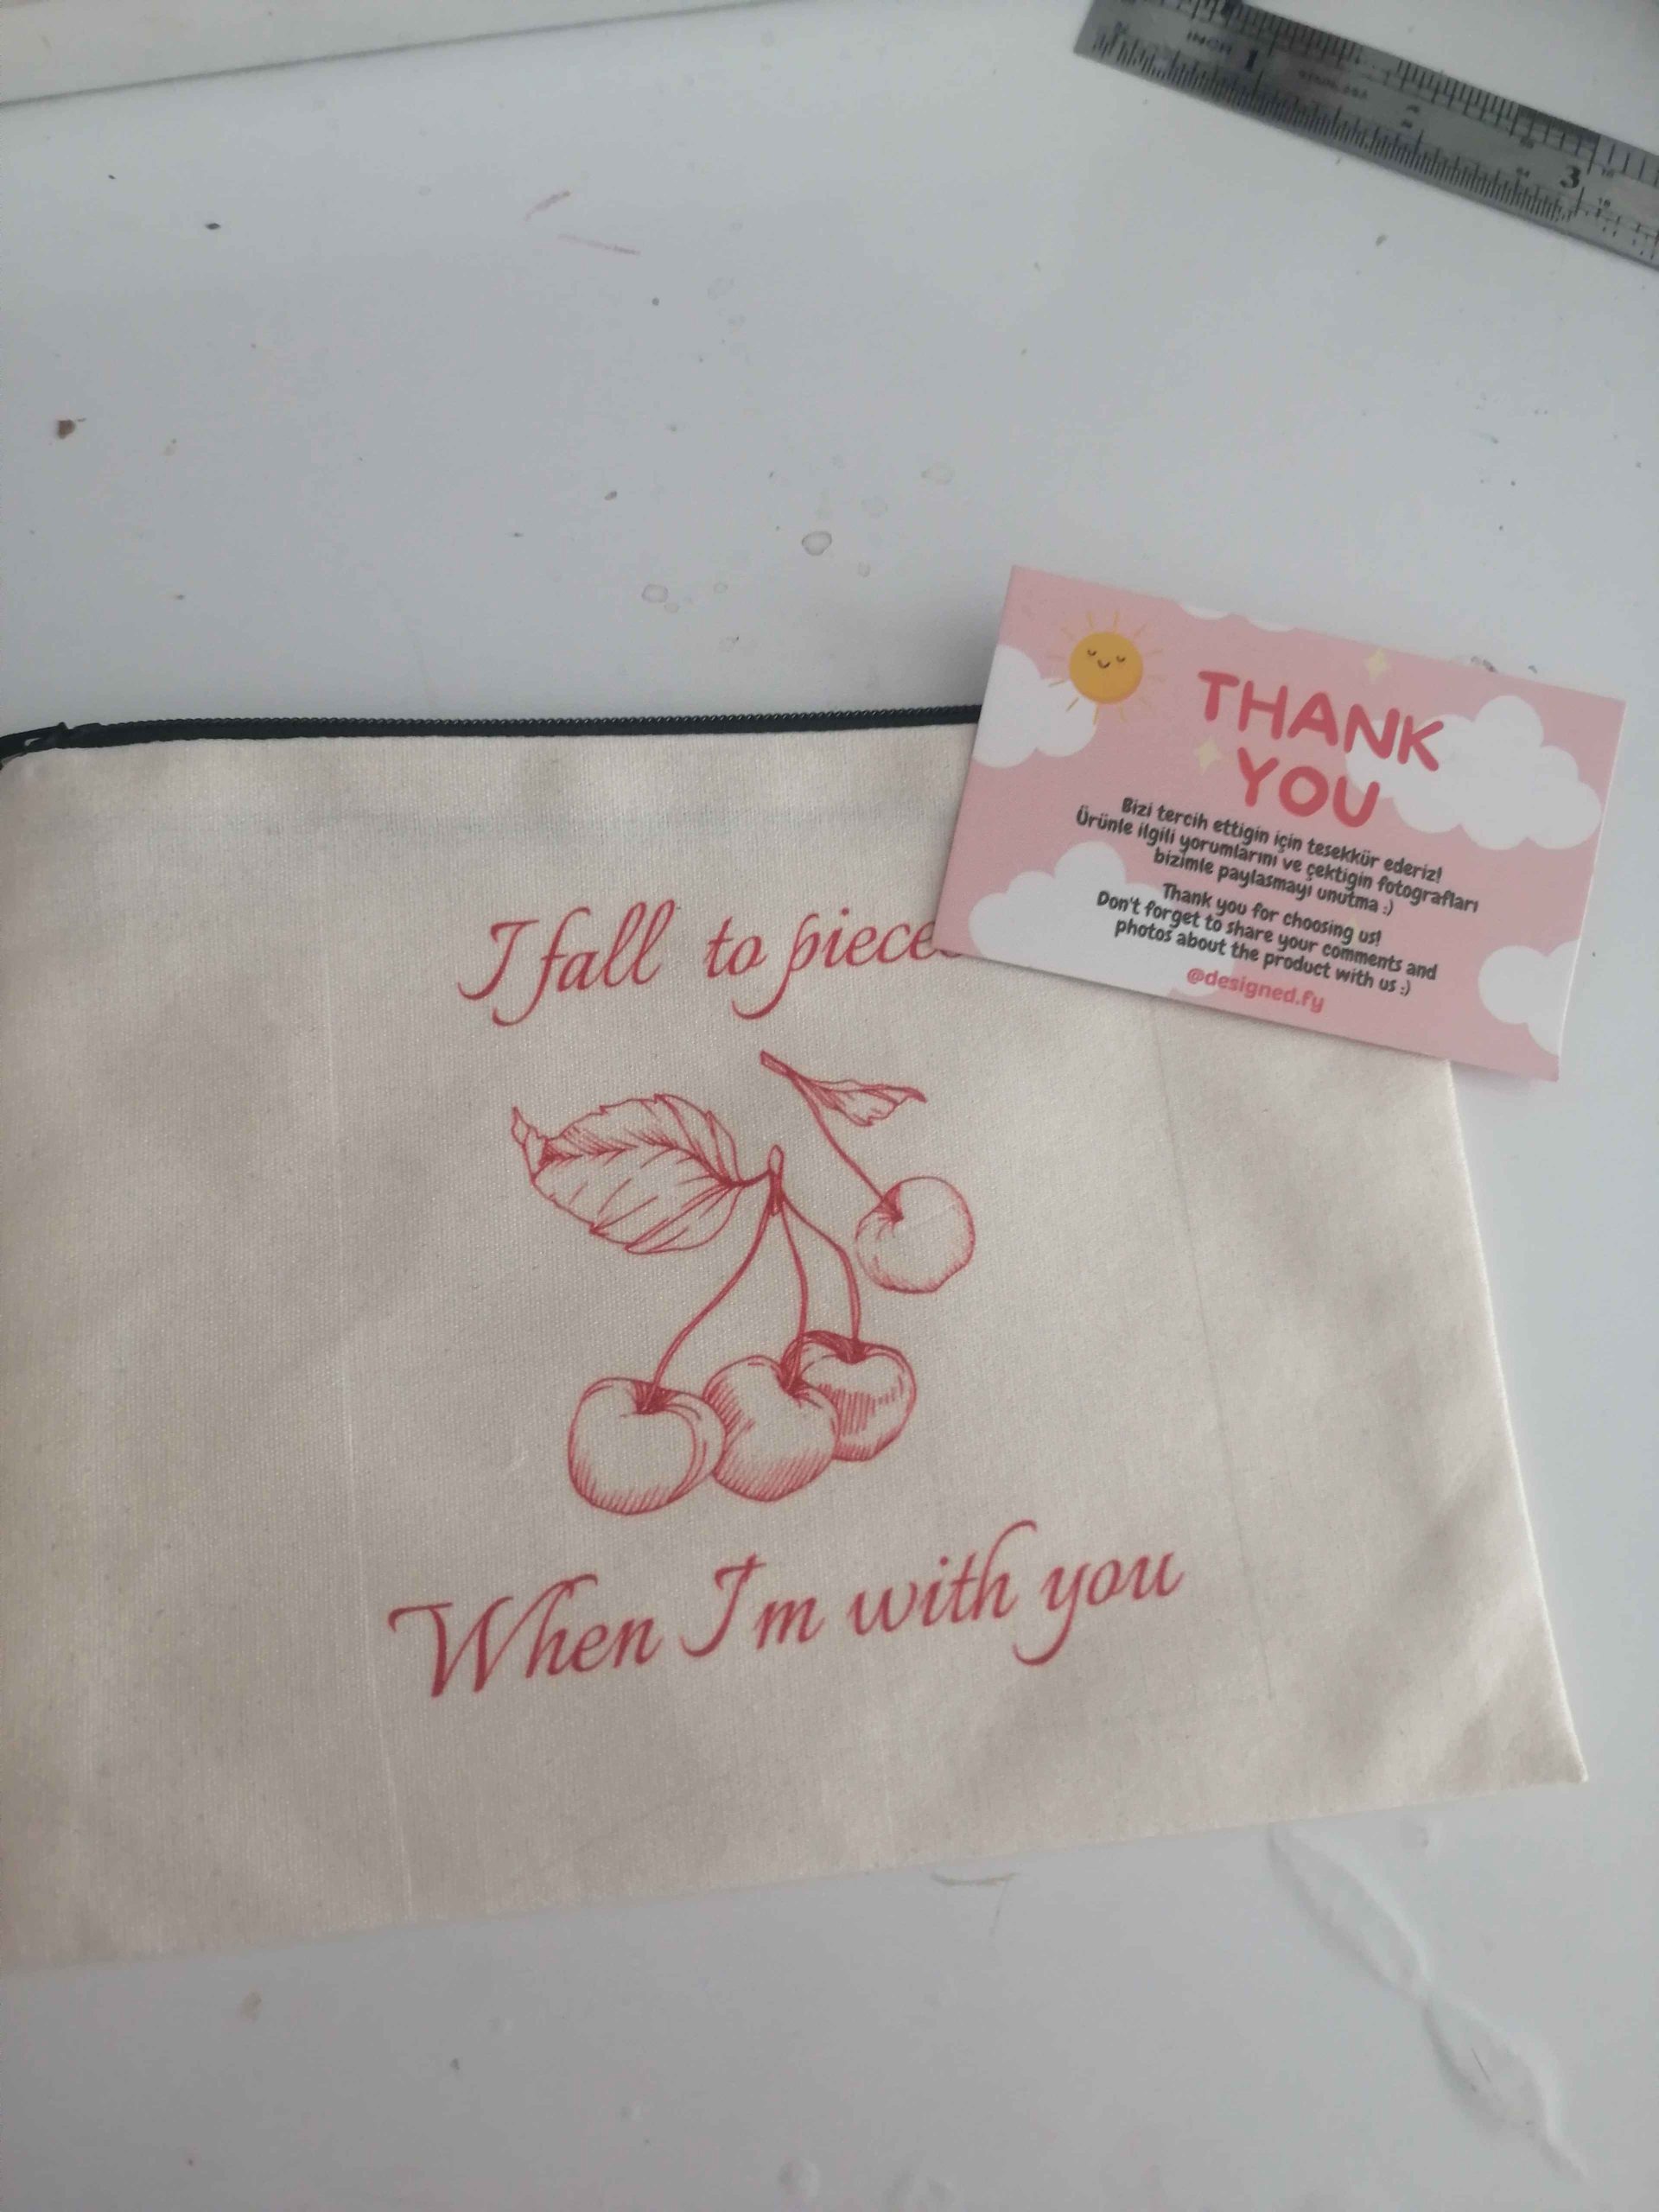 INCH 1
3
THANK
YOU
Bizi tercih ettigin için tesekkür ederiz!
Ürünle ilgili yorumlarını ve çektigin fotografları
bizimle paylasmayı unutma :)
Thank you for choosing us!
Don't forget to share your comments and
photos about the product with us :)
@designed.fy
I fall to piece
When I'm with you